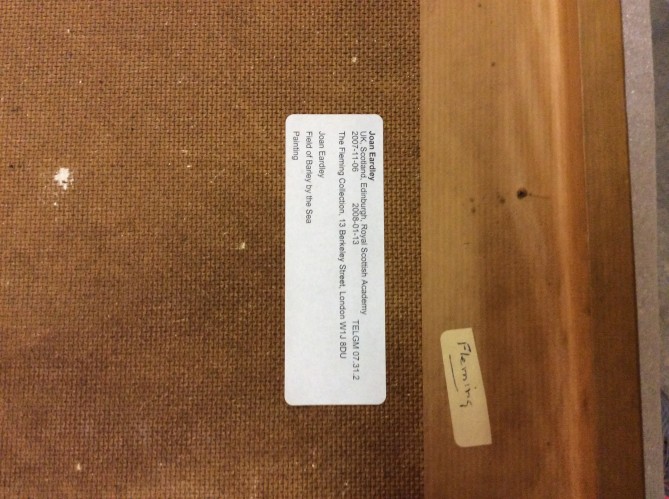 Joan Eardley
UK, Scotland, Edinburgh, Royal Scottish Academy
2007-11-06 2008-01-13 TELGM 07.31.2
The Fleming Collection, 13 Berkeley Street, London W1J 8DU
Joan Eardley
Field of Barley by the Sea
Painting
Fleming